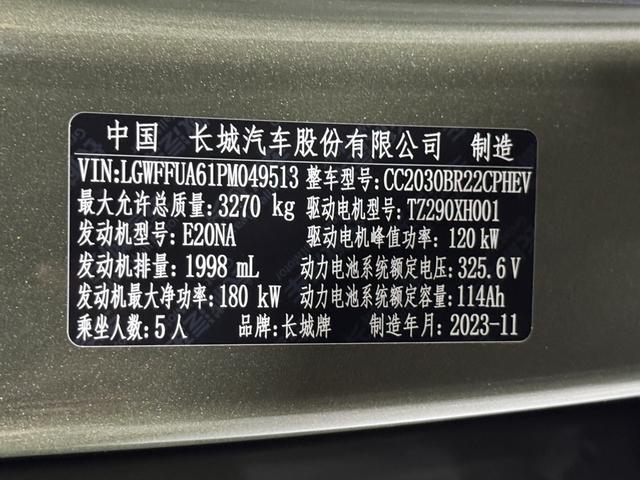 中国 长城汽车股份有限公司 制造
VIN:LGWFFUA61PM049513 整车型号:CC2030BR22CPHEV
最大允许总质量:3270 kg 驱动电机型号:TZ290XH001
发动机型号:E20NA 驱动电机峰值功率:120 kW
发动机排量:1998 mL 动力电池系统额定电压:325.6 V
发动机最大净功率:180 kW 动力电池系统额定容量:114Ah
乘坐人数:5 人 品牌:长城牌 制造年月:2023-11